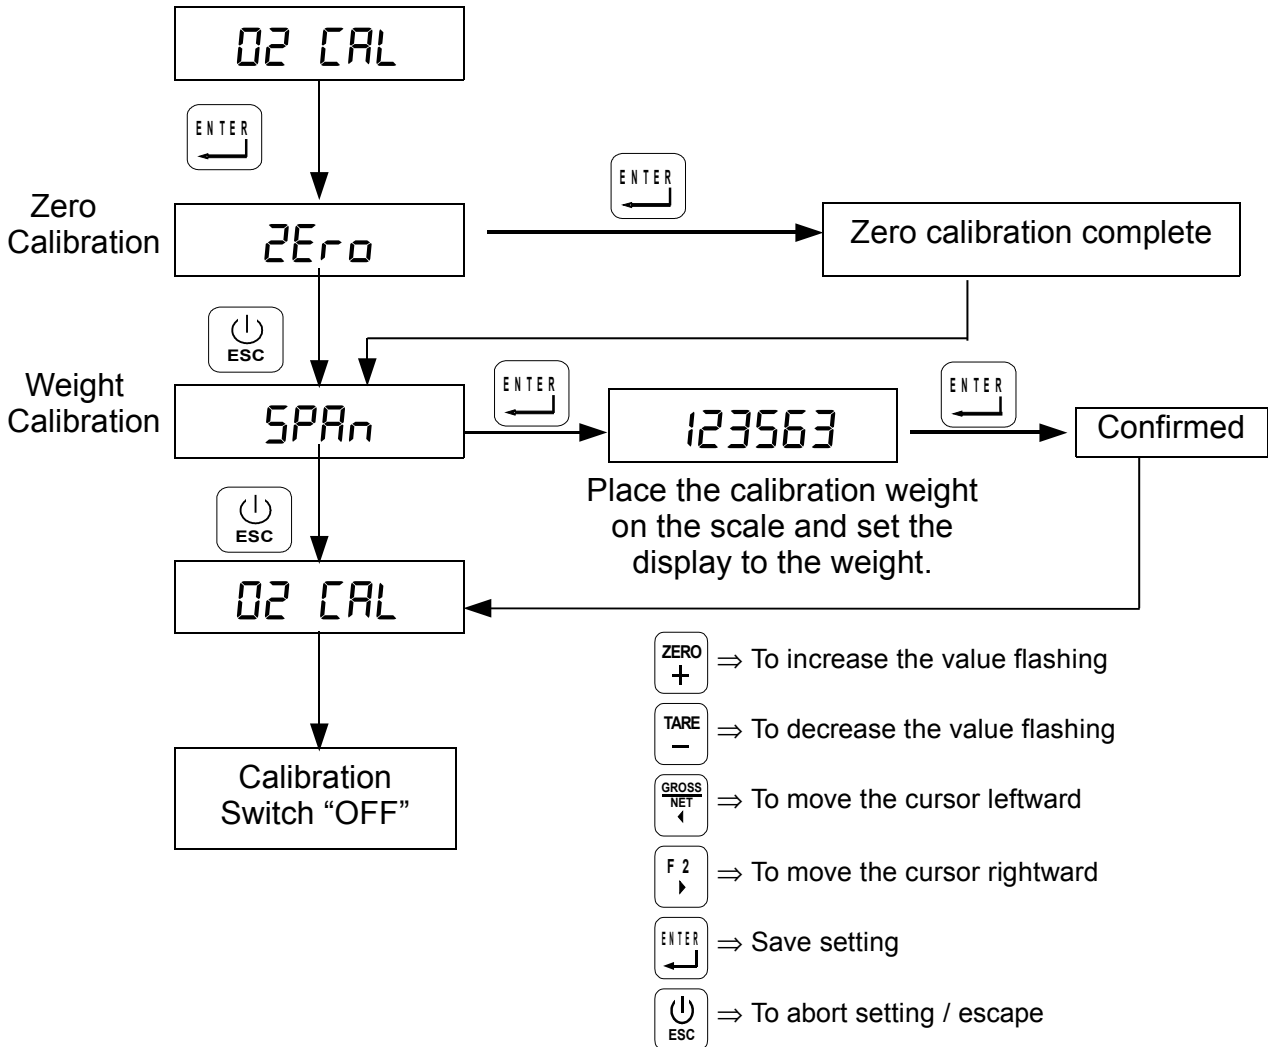 02 CAL
ENTER
ENTER
Zero
Calibration
2Ero
Zero calibration complete
ESC
Weight
Calibration
SPAn
ENTER
123563
ENTER
Confirmed
Place the calibration weight
on the scale and set the
display to the weight.
ESC
02 CAL
ZERO
+
⇒ To increase the value flashing
TARE
−
⇒ To decrease the value flashing
GROSS
NET
⇒ To move the cursor leftward
F 2
⇒ To move the cursor rightward
ENTER
⇒ Save setting
ESC
⇒ To abort setting / escape
Calibration
Switch “OFF”